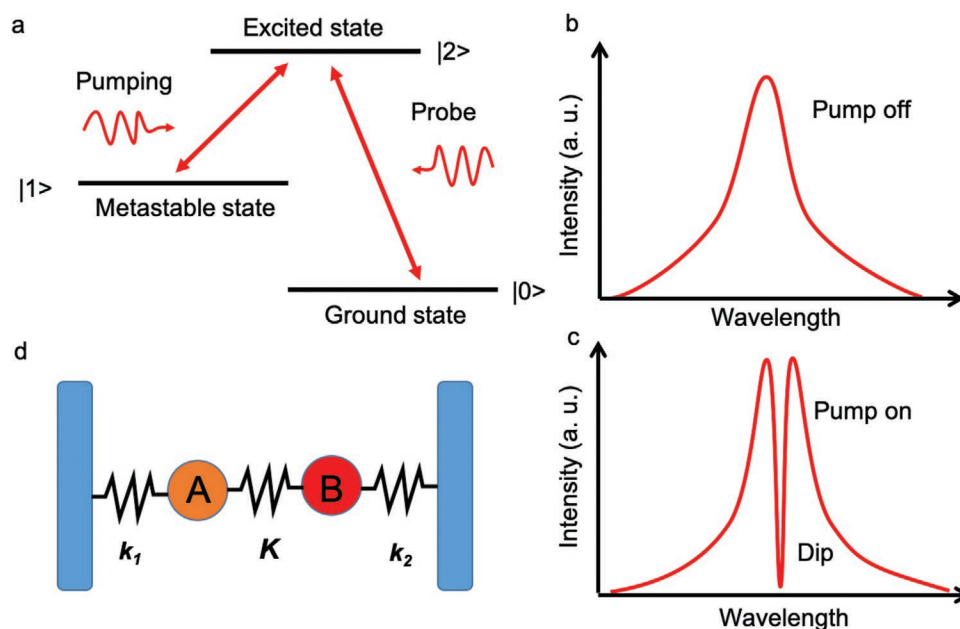 a
Excited state
|2>
Pumping
Probe
|1>
Metastable state
|0>
Ground state
b
Intensity (a. u.)
Pump off
Wavelength
c
Intensity (a. u.)
Pump on
Dip
Wavelength
d
A
B
k₁
K
k₂